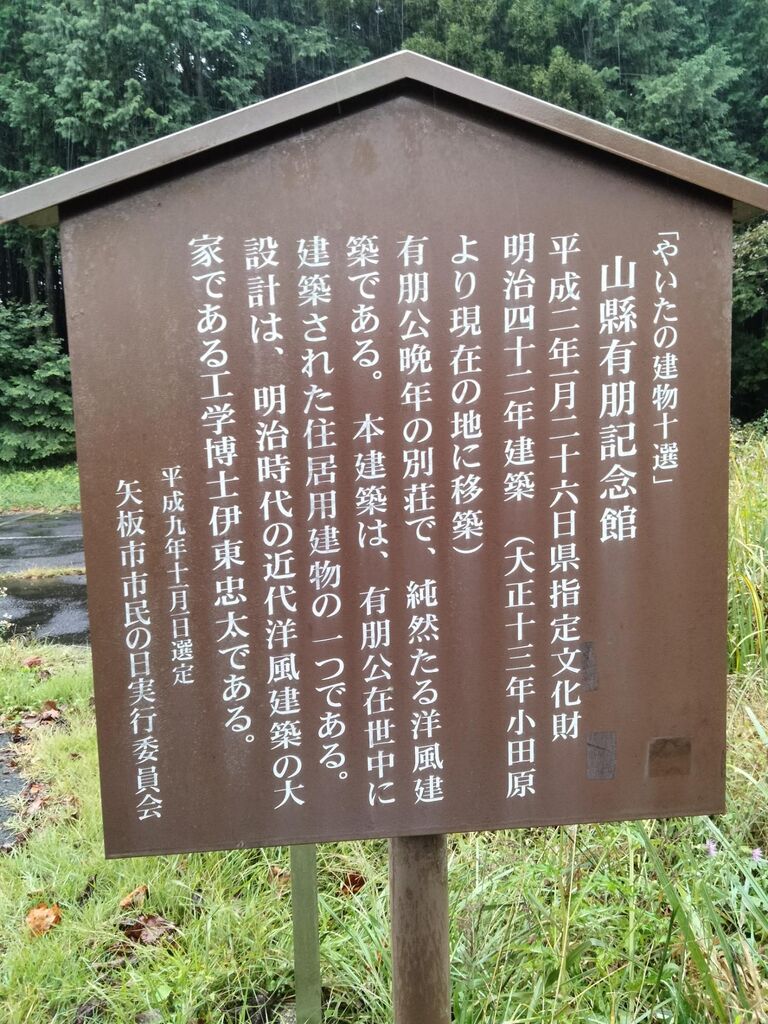 「やいたの建物十選」
山縣有朋記念館
平成二年一月二十六日県指定文化財
明治四十二年建築　（大正十三年小田原
より現在の地に移築）
有朋公晩年の別荘で、純然たる洋風建
築である。本建築は、有朋公在世中に
建築された住居用建物の一つである。
設計は、明治時代の近代洋風建築の大
家である工学博士伊東忠太である。
平成九年十一月一日選定
矢板市市民の日実行委員会